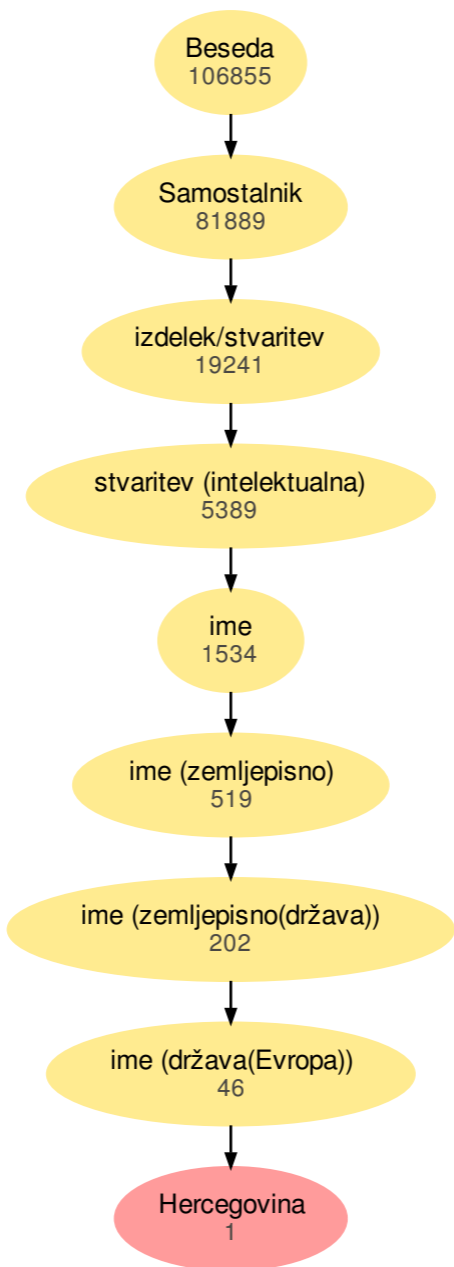 Beseda
106855
Samostalnik
81889
izdelek/stvaritev
19241
stvaritev (intelektualna)
5389
ime
1534
ime (zemljepisno)
519
ime (zemljepisno(država))
202
ime (država(Evropa))
46
Hercegovina
1